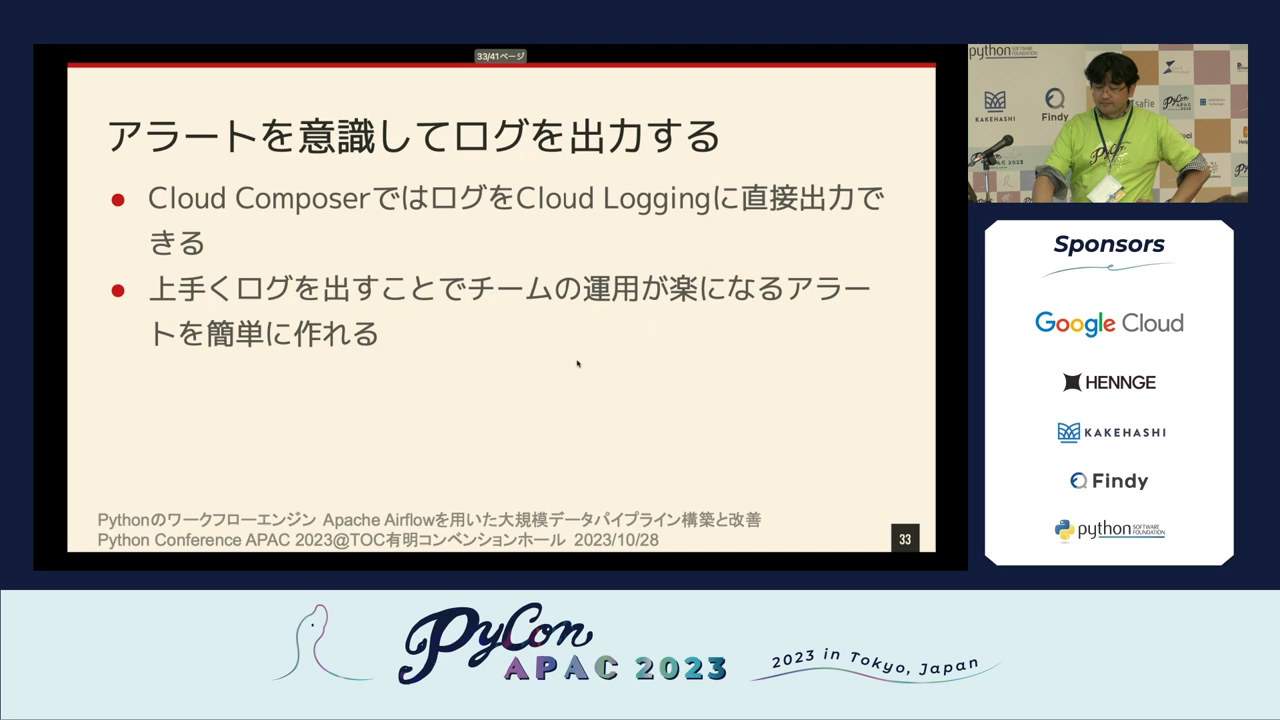 33/41ページ
アラートを意識してログを出力する
Cloud ComposerではログをCloud Loggingに直接出力で
きる
上手くログを出すことでチームの運用が楽になるアラー
トを簡単に作れる
Pythonのワークフローエンジン Apache Airflowを用いた大規模データパイプライン構築と改善
Python Conference APAC 2023@TOC有明コンベンションホール 2023/10/28
33
python SOFTWARE FOUNDATION
KAKEHASHI
Findy
Sponsors
Google Cloud
HENNGE
KAKEHASHI
Findy
python SOFTWARE FOUNDATION
PyCon
APAC 2023
2023 in Tokyo, Japan